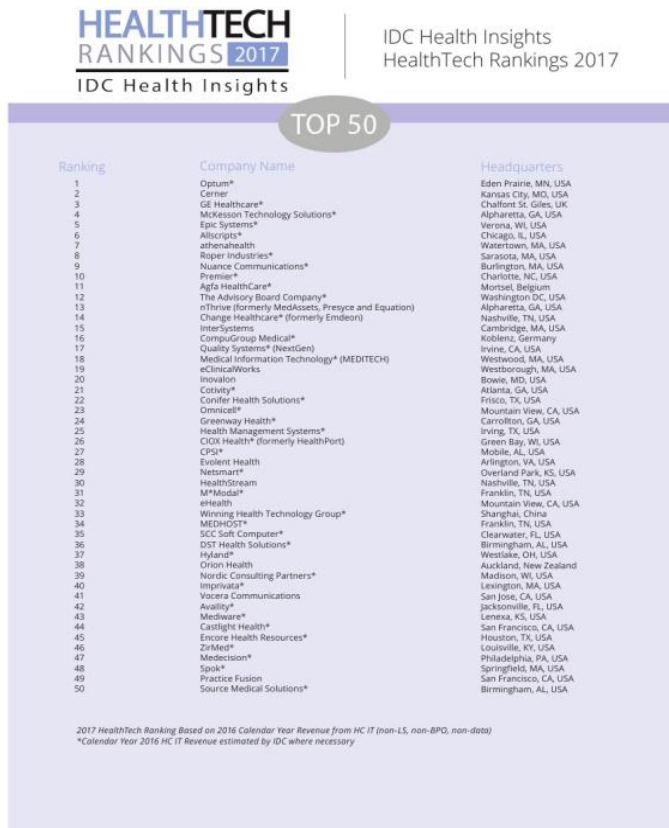 HEALTHTECH
RANKINGS 2017
IDC Health Insights
IDC Health Insights
HealthTech Rankings 2017
TOP 50
Ranking Company Name Headquarters
1 Optum* Eden Prairie, MN, USA
2 Cerner Kansas City, MO, USA
3 GE Healthcare* Chalfont St. Giles, UK
4 McKesson Technology Solutions* Alpharetta, GA, USA
5 Epic Systems* Verona, WI, USA
6 Allscripts* Chicago, IL, USA
7 athenahealth Watertown, MA, USA
8 Roper Industries* Sarasota, MA, USA
9 Nuance Communications* Burlington, MA, USA
10 Premier* Charlotte, NC, USA
11 Agfa HealthCare* Mortsel, Belgium
12 The Advisory Board Company* Washington DC, USA
13 nThrive (formerly MedAssets, Presyce and Equation) Alpharetta, GA, USA
14 Change Healthcare* (formerly Emdeon) Nashville, TN, USA
15 InterSystems Cambridge, MA, USA
16 CompuGroup Medical* Koblenz, Germany
17 Quality Systems* (NextGen) Irvine, CA, USA
18 Medical Information Technology* (MEDITECH) Westwood, MA, USA
19 eClinicalWorks Westborough, MA, USA
20 Inovalon Bowie, MD, USA
21 Cotivity* Atlanta, GA, USA
22 Conifer Health Solutions* Frisco, TX, USA
23 Omnicell* Mountain View, CA, USA
24 Greenway Health* Carrollton, GA, USA
25 Health Management Systems* Irving, TX, USA
26 CIOX Health* (formerly HealthPort) Green Bay, WI, USA
27 CPSI* Mobile, AL, USA
28 Evolent Health Arlington, VA, USA
29 Netsmart* Overland Park, KS, USA
30 HealthStream Nashville, TN, USA
31 M*Modal* Franklin, TN, USA
32 eHealth Mountain View, CA, USA
33 Winning Health Technology Group* Shanghai, China
34 MEDHOST* Franklin, TN, USA
35 SCC Soft Computer* Clearwater, FL, USA
36 DST Health Solutions* Birmingham, AL, USA
37 Hyland* Westlake, OH, USA
38 Orion Health Auckland, New Zealand
39 Nordic Consulting Partners* Madison, WI, USA
40 Imprivata* Lexington, MA, USA
41 Vocera Communications San Jose, CA, USA
42 Availity* Jacksonville, FL, USA
43 Mediware* Lenexa, KS, USA
44 Castlight Health* San Francisco, CA, USA
45 Encore Health Resources* Houston, TX, USA
46 ZirMed* Louisville, KY, USA
47 Medecision* Philadelphia, PA, USA
48 Spok* Springfield, MA, USA
49 Practice Fusion San Francisco, CA, USA
50 Source Medical Solutions* Birmingham, AL, USA
2017 HealthTech Ranking Based on 2016 Calendar Year Revenue from HC IT (non-LS, non-BPO, non-data)
*Calendar Year 2016 HC IT Revenue estimated by IDC where necessary